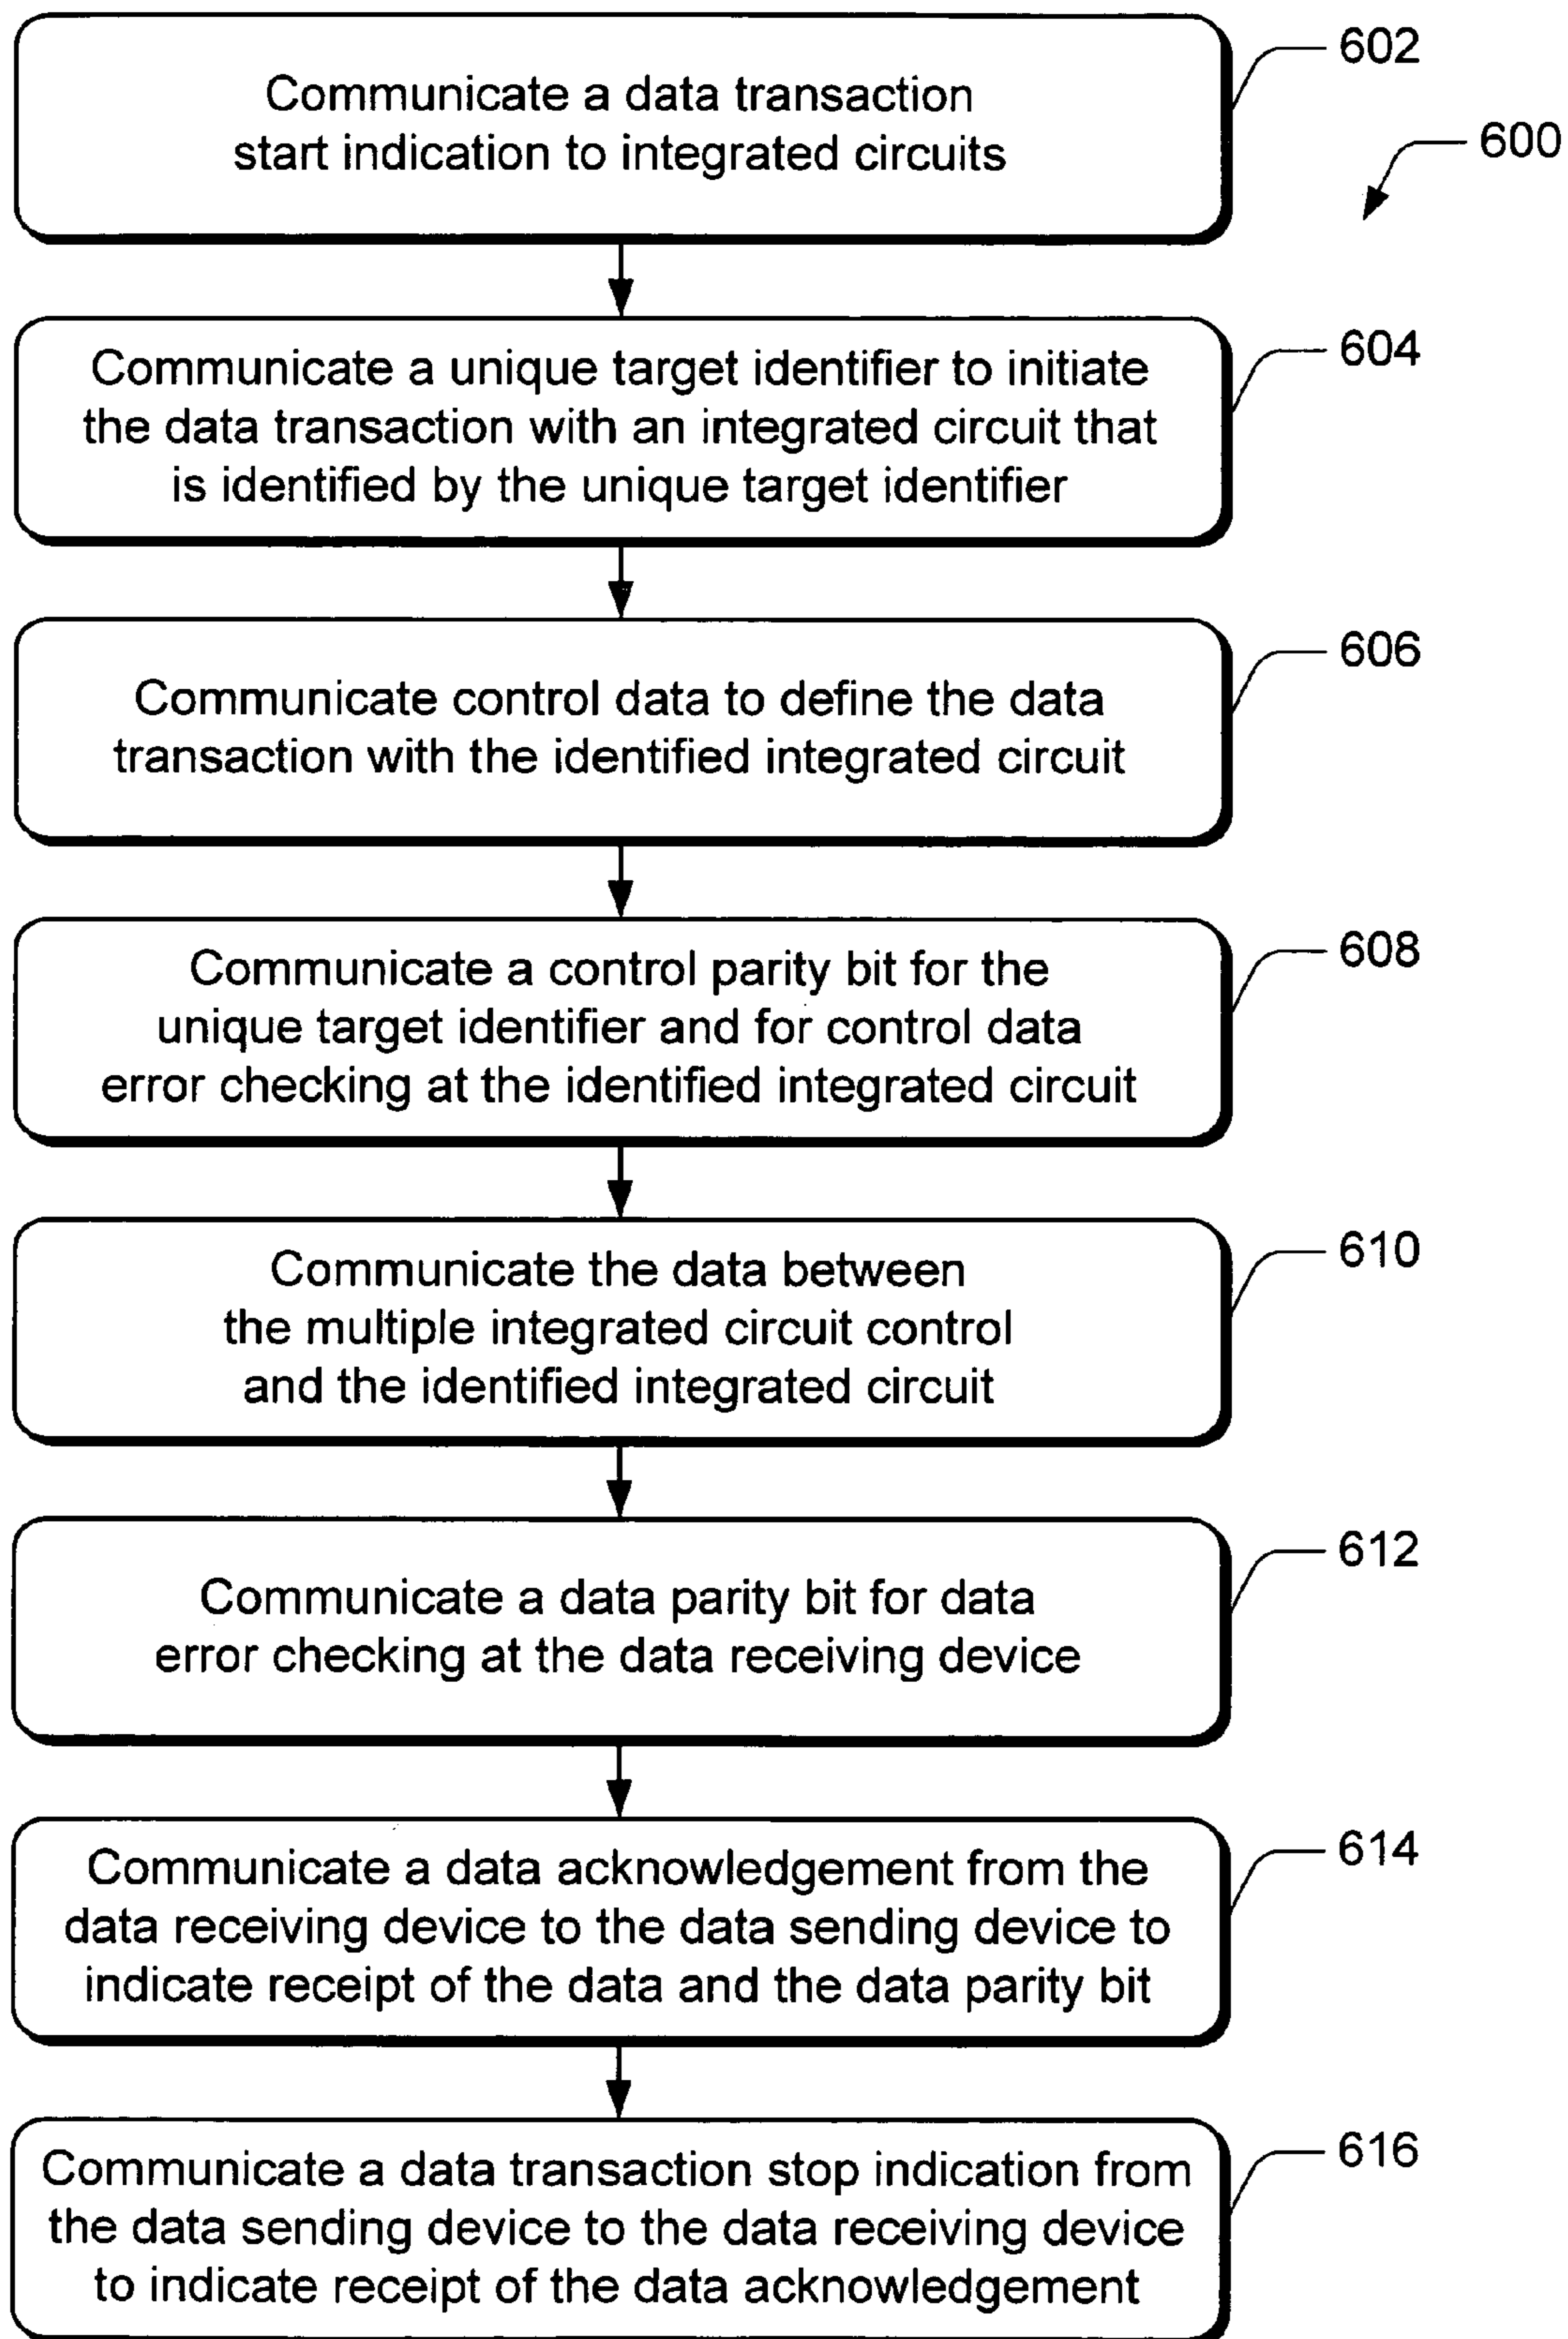 Communicate a data transaction
start indication to integrated circuits
602
600
Communicate a unique target identifier to initiate
the data transaction with an integrated circuit that
is identified by the unique target identifier
604
Communicate control data to define the data
transaction with the identified integrated circuit
606
Communicate a control parity bit for the
unique target identifier and for control data
error checking at the identified integrated circuit
608
Communicate the data between
the multiple integrated circuit control
and the identified integrated circuit
610
Communicate a data parity bit for data
error checking at the data receiving device
612
Communicate a data acknowledgement from the
data receiving device to the data sending device to
indicate receipt of the data and the data parity bit
614
Communicate a data transaction stop indication from
the data sending device to the data receiving device
to indicate receipt of the data acknowledgement
616